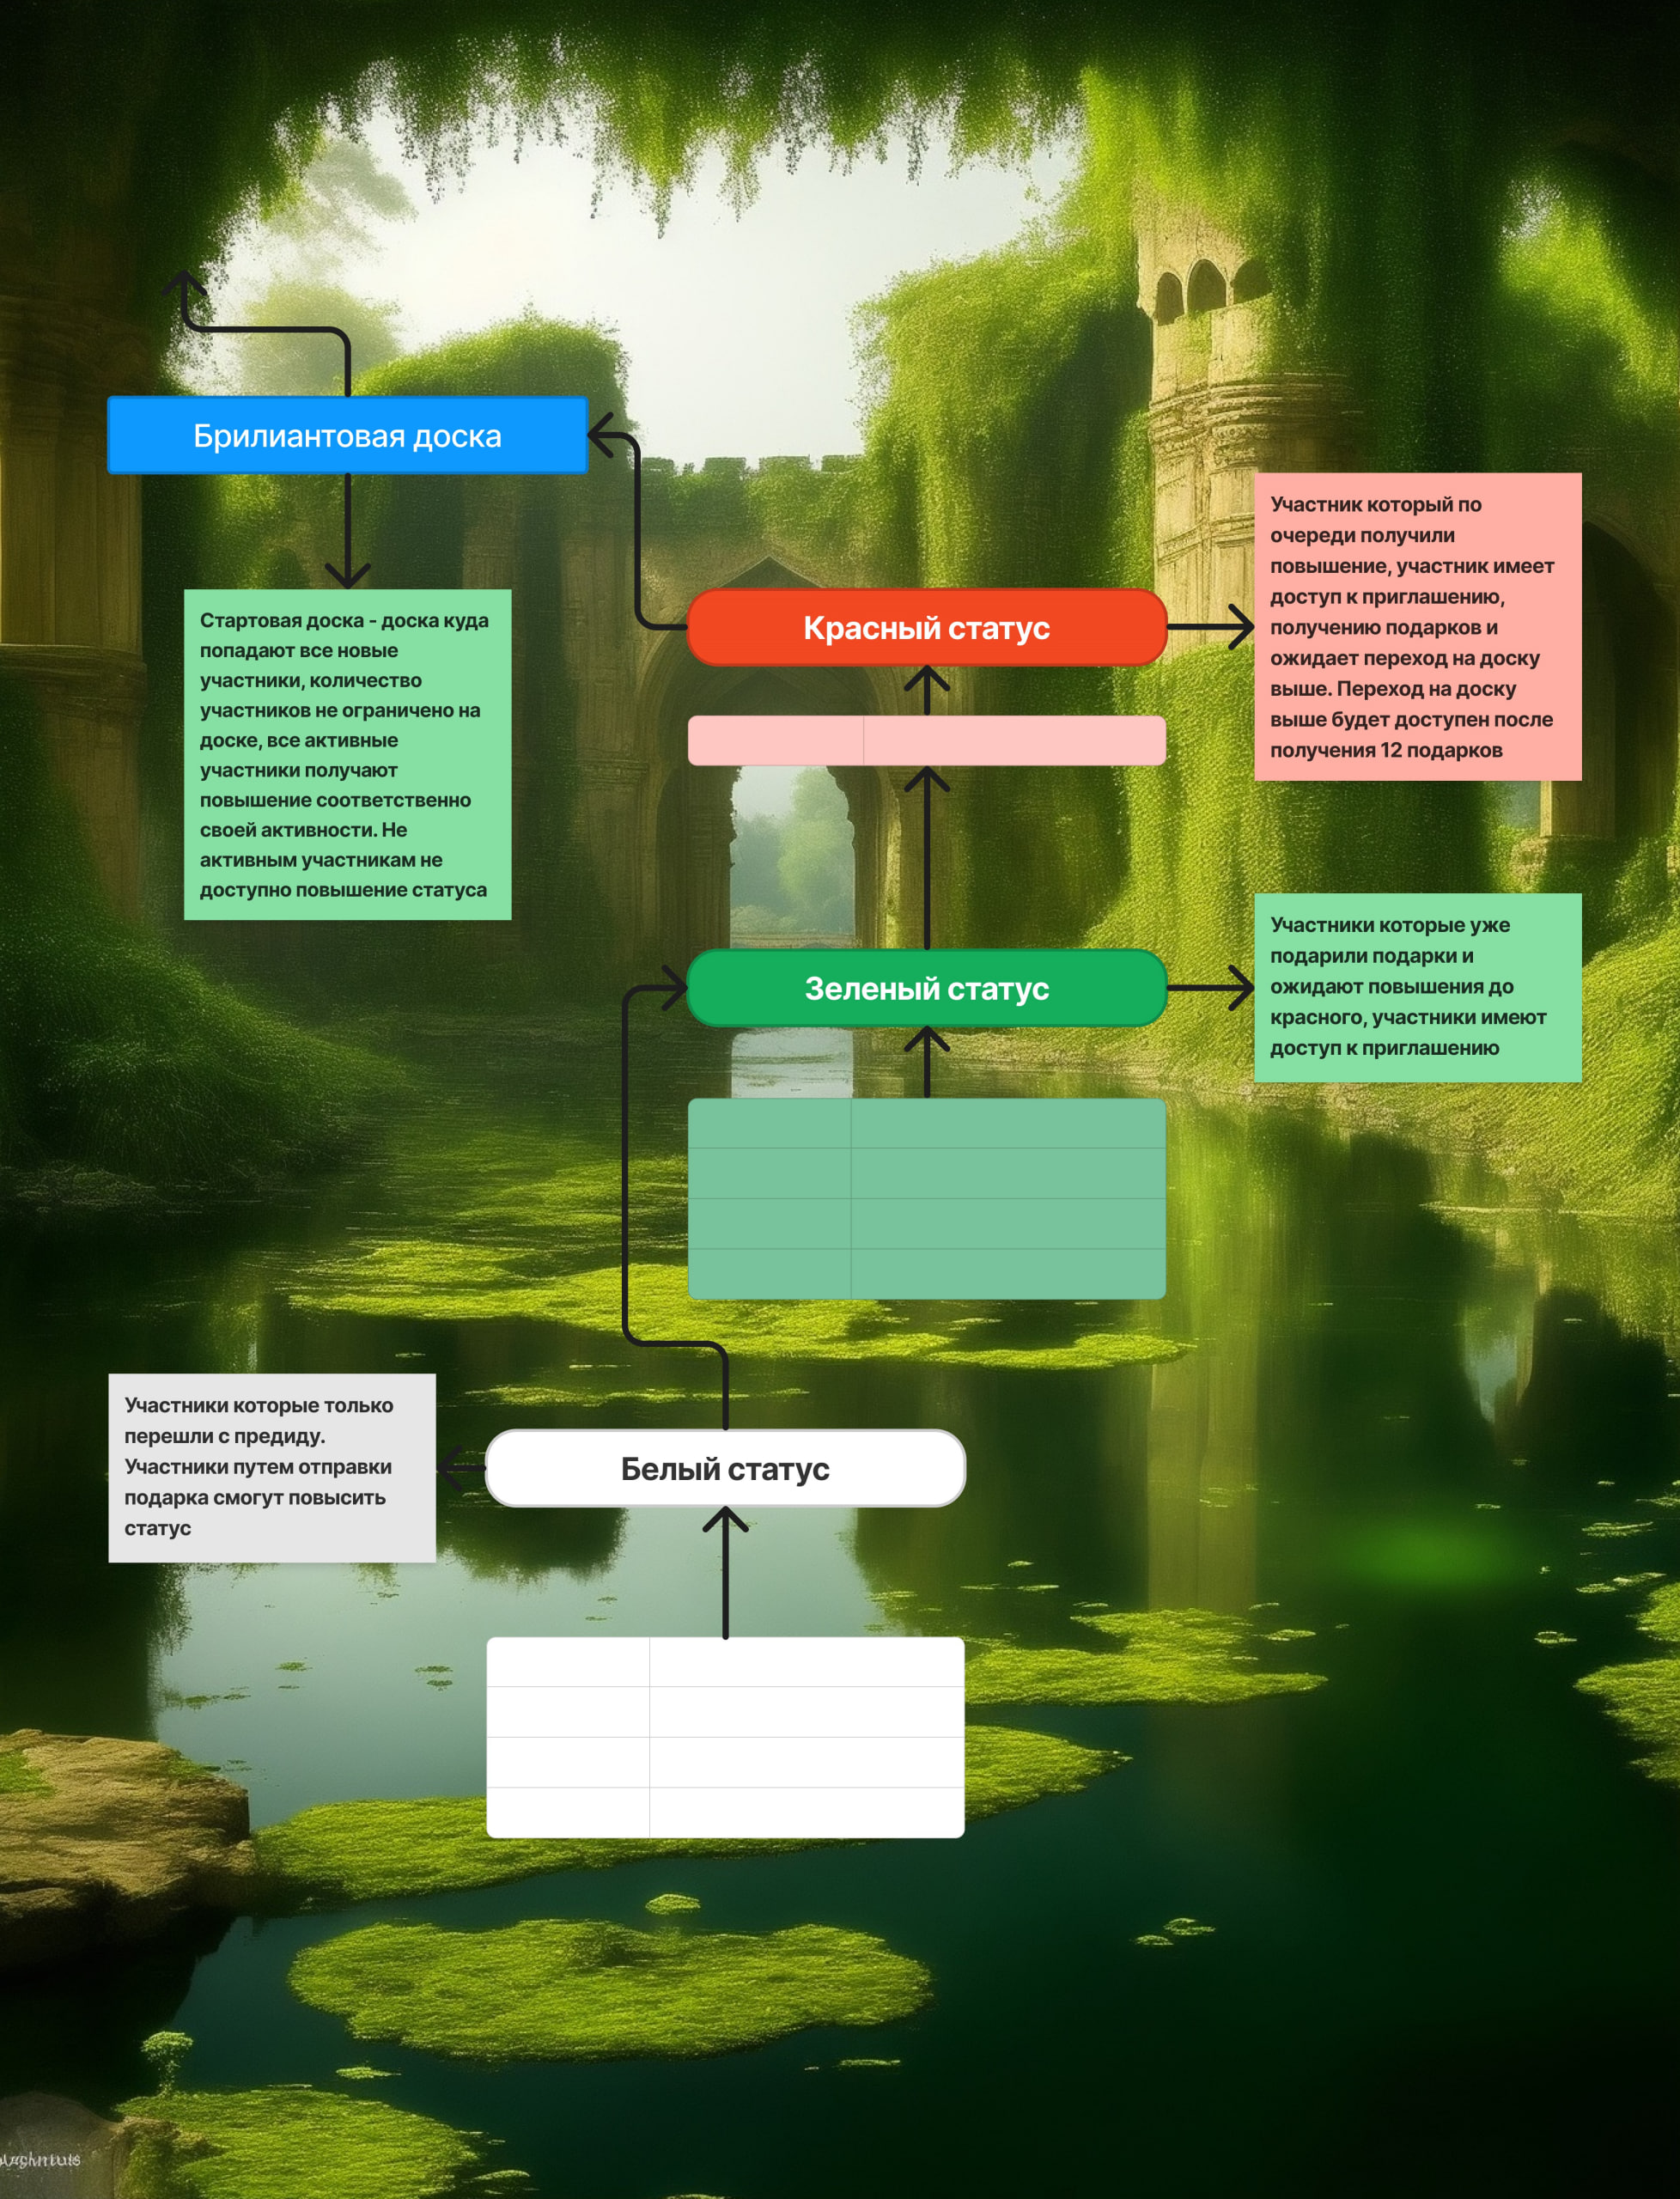 Брилиантовая доска
Стартовая доска - доска куда
попадают все новые
участники, количество
участников не ограничено на
доске, все активные
участники получают
повышение соответственно
своей активности. Не
активным участникам не
доступно повышение статуса
Красный статус
Участник который по
очереди получили
повышение, участник имеет
доступ к приглашению,
получению подарков и
ожидает переход на доску
выше. Переход на доску
выше будет доступен после
получения 12 подарков
Зеленый статус
Участники которые уже
подарили подарки и
ожидают повышения до
красного, участники имеют
доступ к приглашению
Белый статус
Участники которые только
перешли с предиду.
Участники путем отправки
подарка смогут повысить
статус